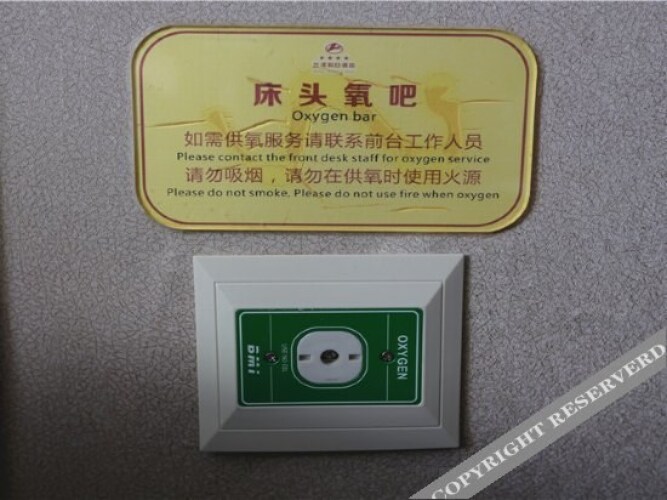 床头氧吧
Oxygen bar
如需供氧服务请联系前台工作人员
Please contact the front desk staff for oxygen service
请勿吸烟，请勿在供氧时使用火源
Please do not smoke. Please do not use fire when oxygen
OXYGEN
COPYRIGHT RESERVERD